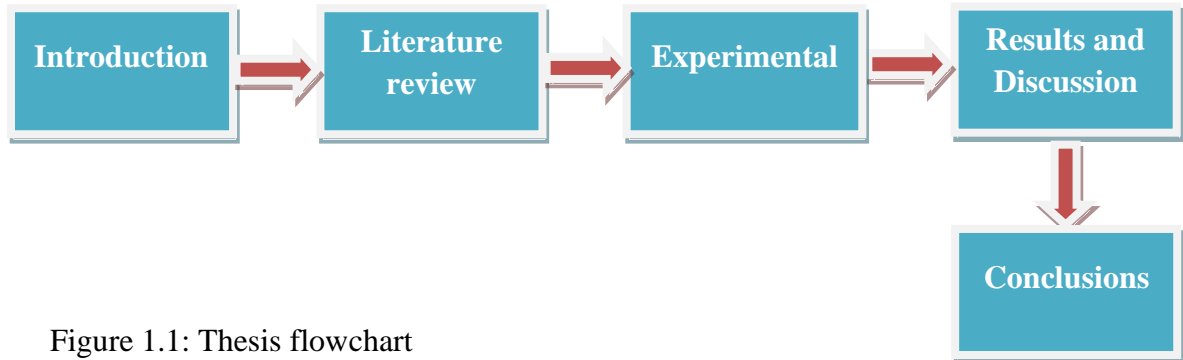 Introduction
Literature
review
Experimental
Results and
Discussion
Conclusions
Figure 1.1: Thesis flowchart